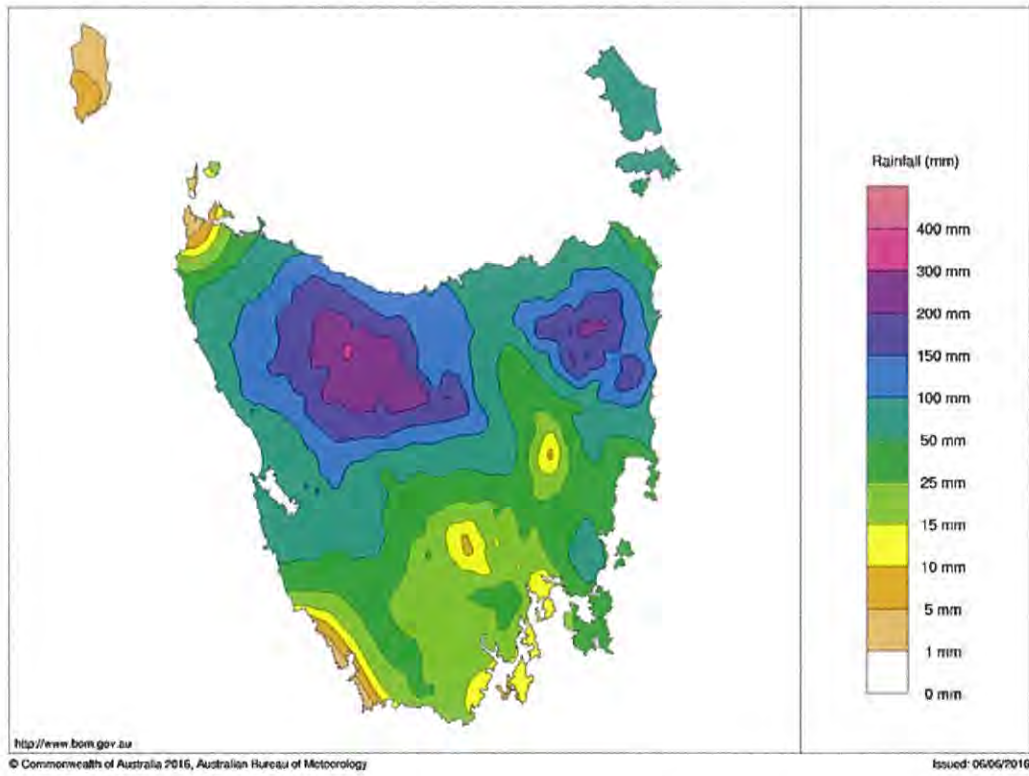 Rainfall (mm)
400 mm
300 mm
200 mm
150 mm
100 mm
50 mm
25 mm
15 mm
10 mm
5 mm
1 mm
0 mm
http://www.bom.gov.au
© Commonwealth of Australia 2016, Australian Bureau of Meteorology
Issued: 06/06/2016